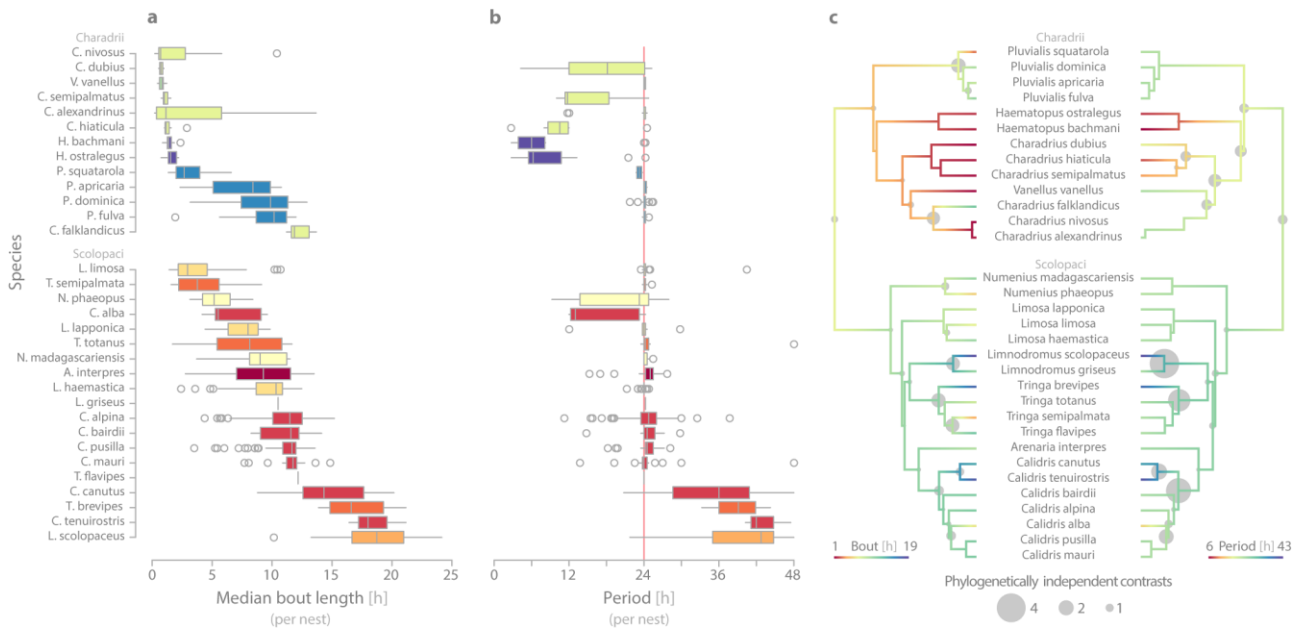 a
Charadrii
C. nivosus
C. dubius
V. vanellus
C. semipalmatus
C. alexandrinus
C. hiaticula
H. bachmani
H. ostralegus
P. squatarola
P. apricaria
P. dominica
P. fulva
C. falklandicus
Species
Scolopaci
L. limosa
T. semipalmata
N. phaeopus
C. alba
L. lapponica
T. totanus
N. madagascariensis
A. interpres
L. haemastica
L. griseus
C. alpina
C. bairdii
C. pusilla
C. mauri
T. flavipes
C. canutus
T. brevipes
C. tenuirostris
L. scolopaceus
0 5 10 15 20 25
Median bout length [h]
(per nest)
b
0 12 24 36 48
Period [h]
(per nest)
c
Charadrii
Pluvialis squatarola
Pluvialis dominica
Pluvialis apricaria
Pluvialis fulva
Haematopus ostralegus
Haematopus bachmani
Charadrius dubius
Charadrius hiaticula
Charadrius semipalmatus
Vanellus vanellus
Charadrius falklandicus
Charadrius nivosus
Charadrius alexandrinus
Scolopaci
Numenius madagascariensis
Numenius phaeopus
Limosa lapponica
Limosa limosa
Limosa haemastica
Limnodromus scolopaceus
Limnodromus griseus
Tringa brevipes
Tringa totanus
Tringa semipalmata
Tringa flavipes
Arenaria interpres
Calidris canutus
Calidris tenuirostris
Calidris bairdii
Calidris alpina
Calidris alba
Calidris pusilla
Calidris mauri
1 Bout [h] 19
6 Period [h] 43
Phylogenetically independent contrasts
4 2 1